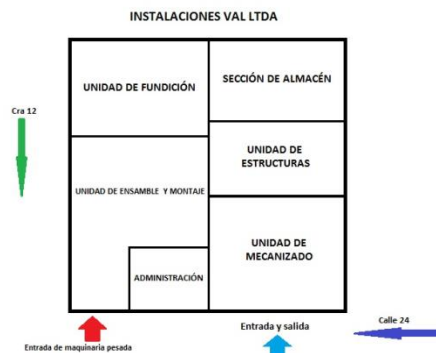 INSTALACIONES VAL LTDA
UNIDAD DE FUNDICIÓN
SECCIÓN DE ALMACÉN
Cra 12
UNIDAD DE
ESTRUCTURAS
UNIDAD DE ENSAMBLE Y MONTAJE
UNIDAD DE
MECANIZADO
ADMINISTRACIÓN
Entrada de maquinaria pesada
Entrada y salida
Calle 24